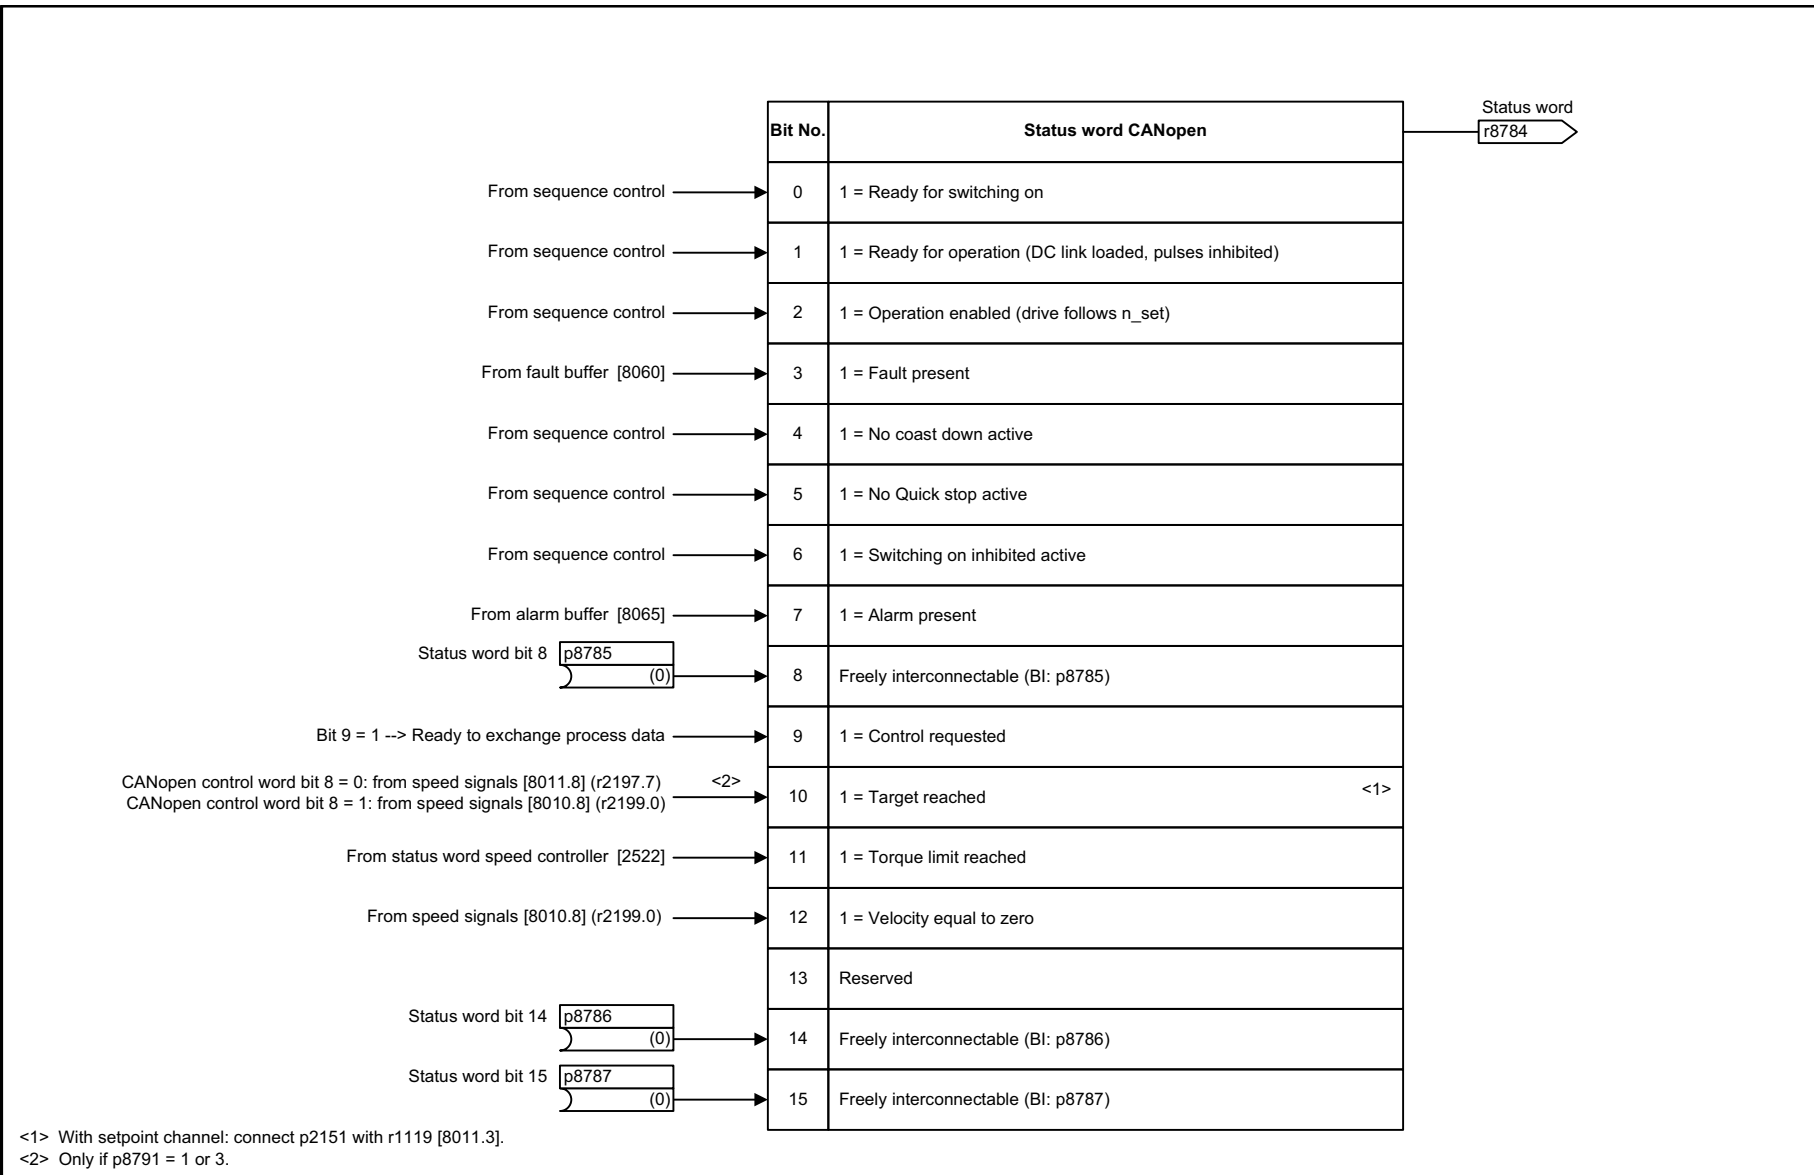 Status word
r8784
Bit No. Status word CANopen
From sequence control 0 1 = Ready for switching on
From sequence control 1 1 = Ready for operation (DC link loaded, pulses inhibited)
From sequence control 2 1 = Operation enabled (drive follows n_set)
From fault buffer [8060] 3 1 = Fault present
From sequence control 4 1 = No coast down active
From sequence control 5 1 = No Quick stop active
From sequence control 6 1 = Switching on inhibited active
From alarm buffer [8065] 7 1 = Alarm present
Status word bit 8 p8785
(0) 8 Freely interconnectable (BI: p8785)
Bit 9 = 1 --> Ready to exchange process data 9 1 = Control requested
CANopen control word bit 8 = 0: from speed signals [8011.8] (r2197.7) <2>
CANopen control word bit 8 = 1: from speed signals [8010.8] (r2199.0) 10 1 = Target reached <1>
From status word speed controller [2522] 11 1 = Torque limit reached
From speed signals [8010.8] (r2199.0) 12 1 = Velocity equal to zero
13 Reserved
Status word bit 14 p8786
(0) 14 Freely interconnectable (BI: p8786)
Status word bit 15 p8787
(0) 15 Freely interconnectable (BI: p8787)
<1> With setpoint channel: connect p2151 with r1119 [8011.3].
<2> Only if p8791 = 1 or 3.